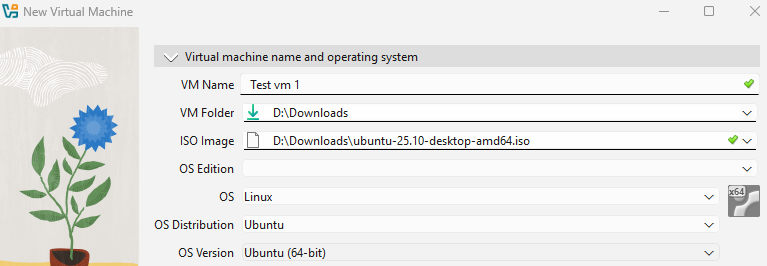 New Virtual Machine
Virtual machine name and operating system
VM Name Test vm 1
VM Folder D:\Downloads
ISO Image D:\Downloads\ubuntu-25.10-desktop-amd64.iso
OS Edition
OS Linux x64
OS Distribution Ubuntu
OS Version Ubuntu (64-bit)